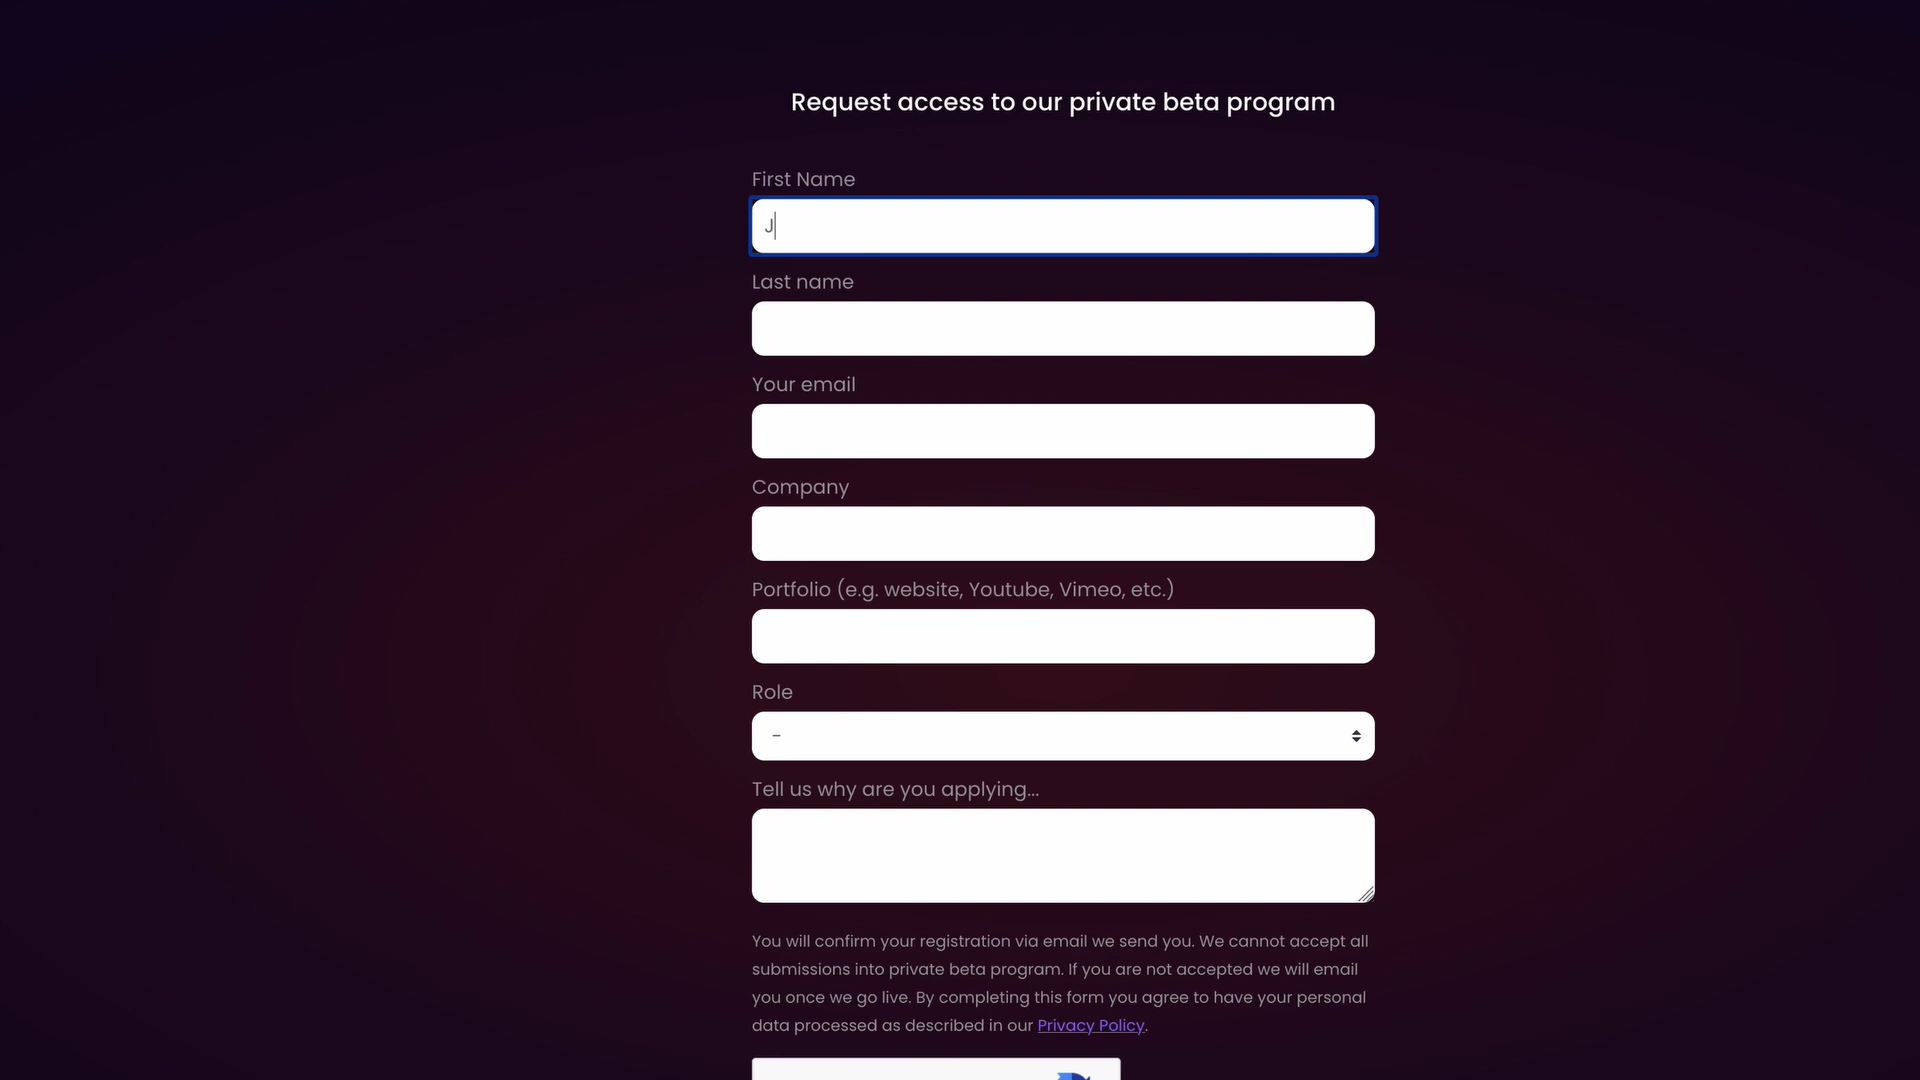 Request access to our private beta program
First Name
J
Last name
Your email
Company
Portfolio (e.g. website, Youtube, Vimeo, etc.)
Role
–
Tell us why are you applying...
You will confirm your registration via email we send you. We cannot accept all
submissions into private beta program. If you are not accepted we will email
you once we go live. By completing this form you agree to have your personal
data processed as described in our Privacy Policy.